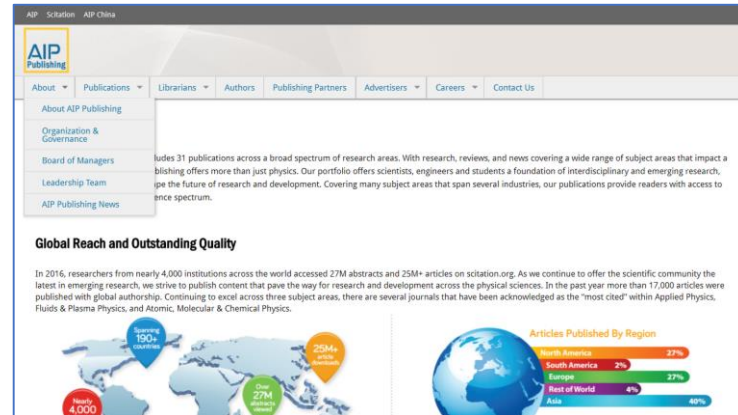 AIP Scitation AIP China
AIP
Publishing
About Publications Librarians Authors Publishing Partners Advertisers Careers Contact Us
About AIP Publishing
Organization &
Governance
Board of Managers
Leadership Team
AIP Publishing News
ludes 31 publications across a broad spectrum of research areas. With research, reviews, and news covering a wide range of subject areas that impact a
blishing offers more than just physics. Our portfolio offers scientists, engineers and students a foundation of interdisciplinary and emerging research,
pe the future of research and development. Covering many subject areas that span several industries, our publications provide readers with access to
ence spectrum.
Global Reach and Outstanding Quality
In 2016, researchers from nearly 4,000 institutions across the world accessed 27M abstracts and 25M+ articles on scitation.org. As we continue to offer the scientific community the
latest in emerging research, we strive to publish content that pave the way for research and development across the physical sciences. In the past year more than 17,000 articles were
published with global authorship. Continuing to excel across three subject areas, there are several journals that have been acknowledged as the "most cited" within Applied Physics,
Fluids & Plasma Physics, and Atomic, Molecular & Chemical Physics.
Spanning
190+
countries
25M+
article
downloads
Over
27M
abstracts
viewed
Nearly
4,000
Articles Published By Region
North America 27%
South America 2%
Europe 27%
Rest of World 4%
Asia 40%